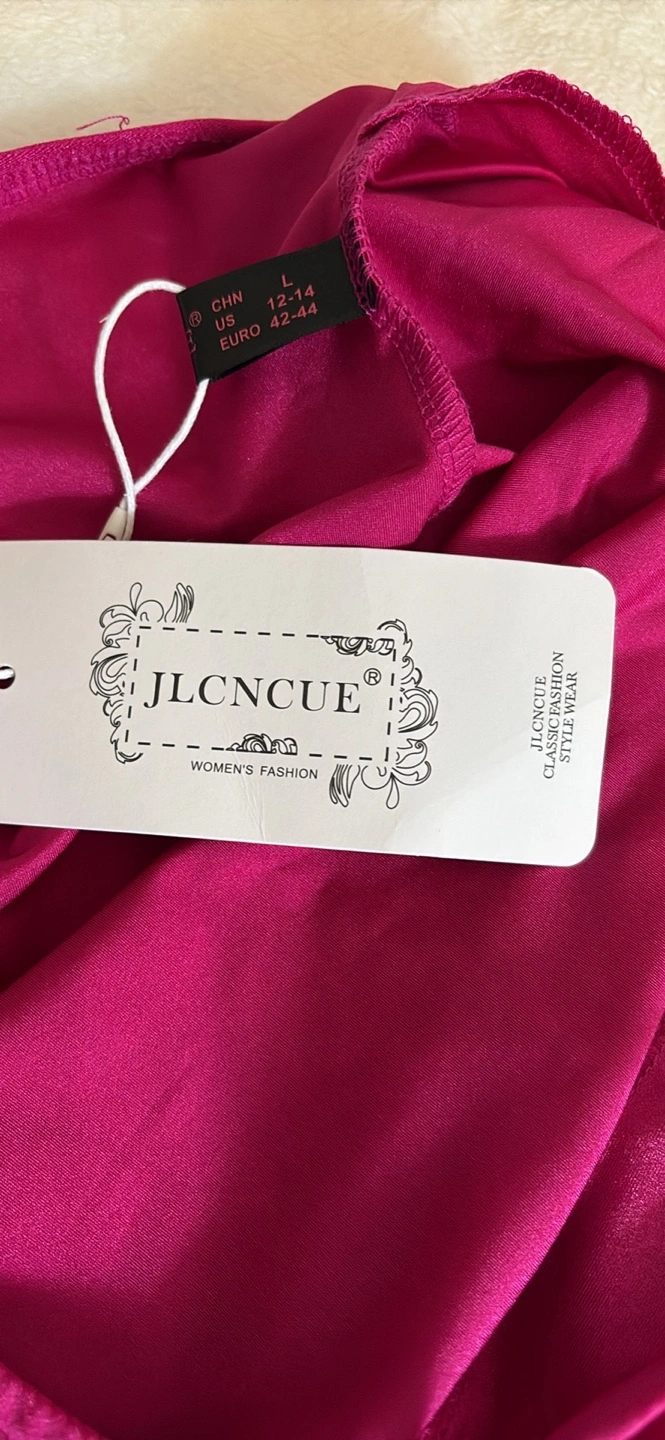 CHN L
US 12-14
EURO 42-44
JLCNCUE®
WOMEN'S FASHION
JLCNCUE
CLASSIC FASHION
STYLE WEAR